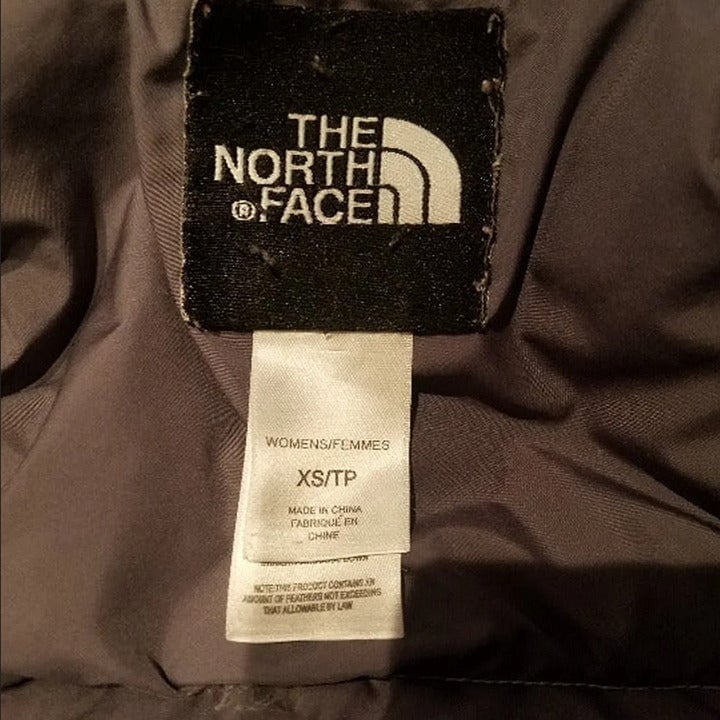 THE
NORTH
® FACE
WOMENS/FEMMES
XS/TP
MADE IN CHINA
FABRIQUÉ EN
CHINE
NOTE: THIS PRODUCT CONTAINS AN
AMOUNT OF FEATHERS NOT EXCEEDING
THAT ALLOWABLE BY LAW